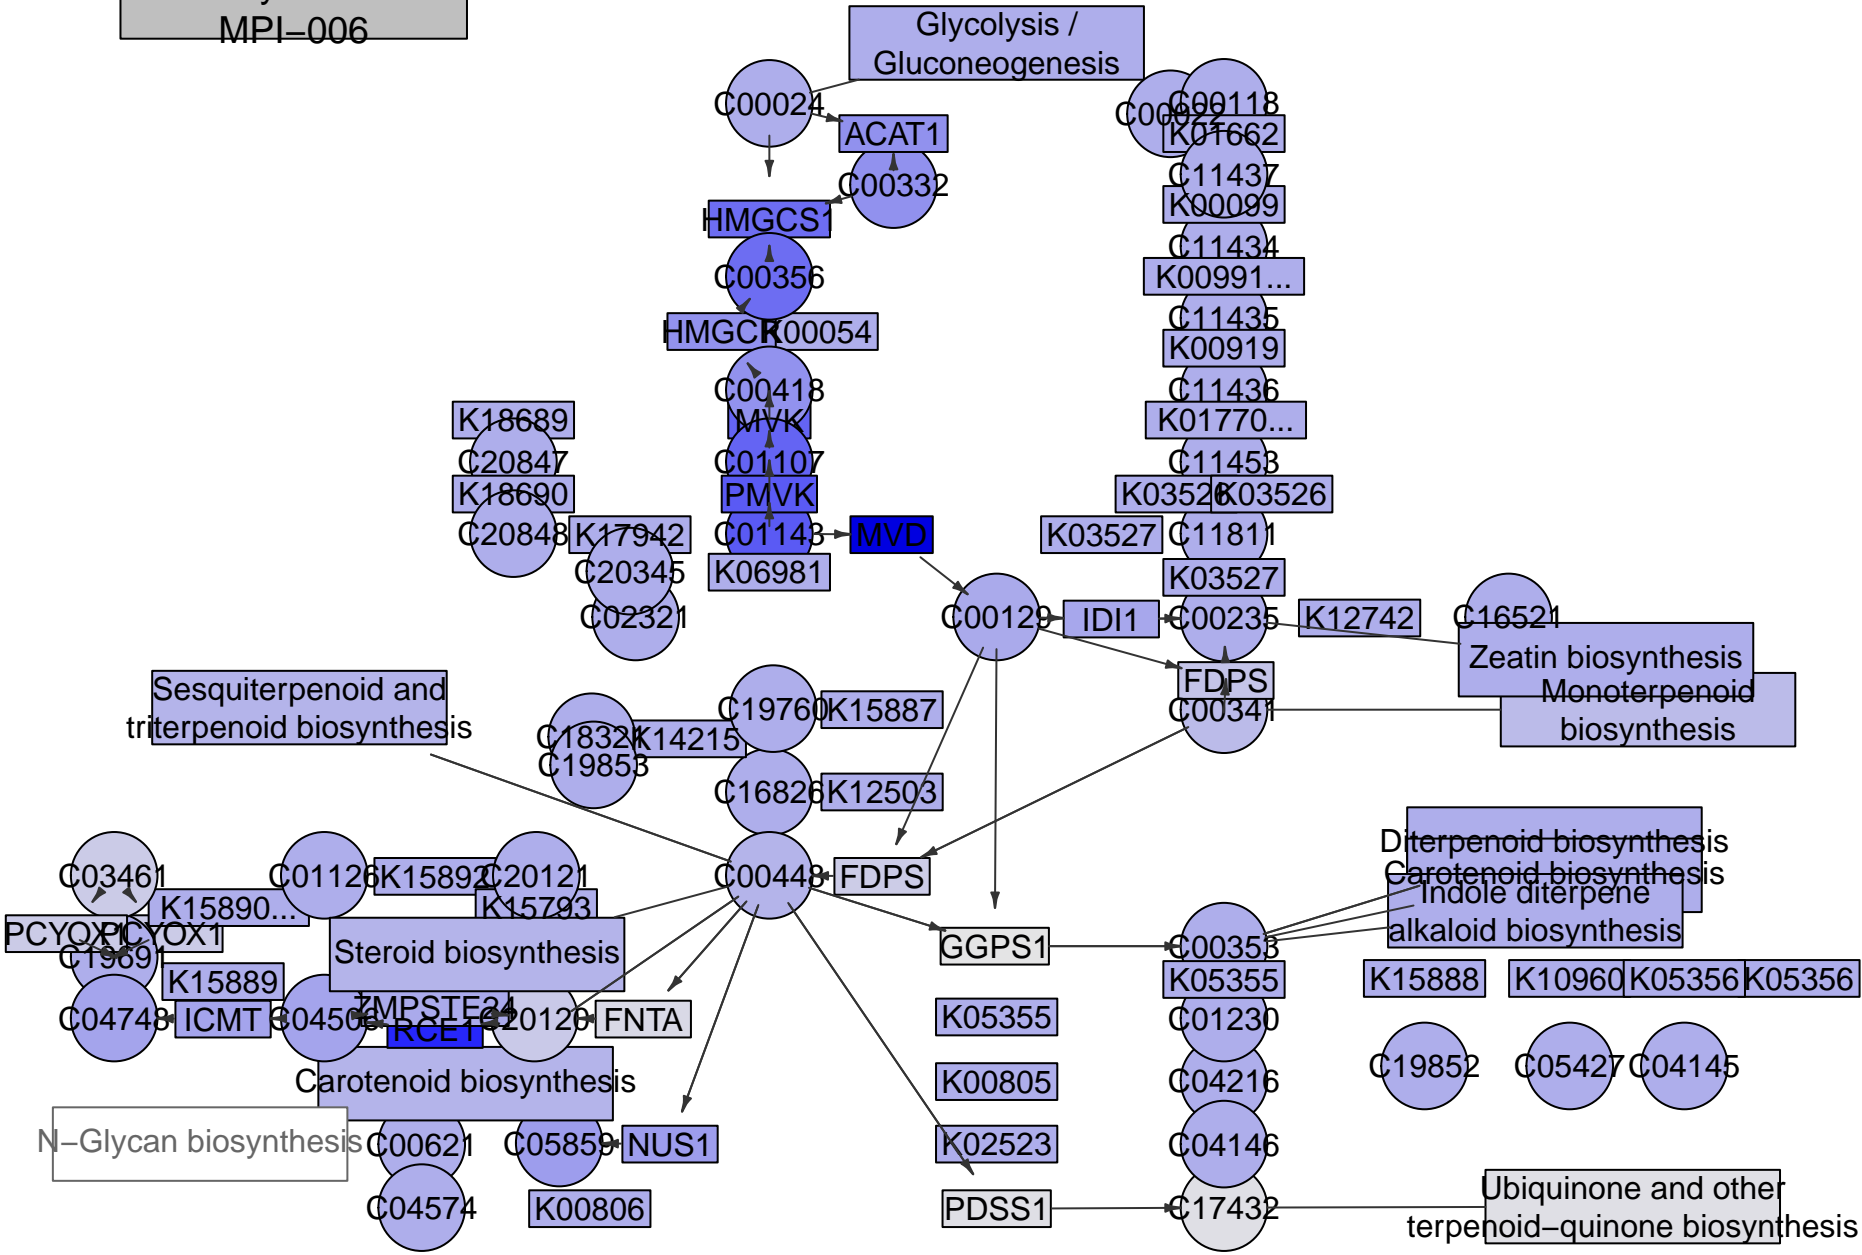 MPI−006
Glycolysis /
Gluconeogenesis
C00024
C00022
C00118
ACAT1
K01662
C00332
C11437
K00099
HMGCS1
C11434
C00356
K00991...
C11435
HMGCR
K00054
K00919
C00418
C11436
K18689
MVK
K01770...
C20847
C01107
C11453
K18690
PMVK
K03526
K03526
C20848
K17942
C01143
MVD
K03527
C11811
C20345
K06981
K03527
C02321
C00129
IDI1
C00235
K12742
C16521
Zeatin biosynthesis
Sesquiterpenoid and
triterpenoid biosynthesis
FDPS
Monoterpenoid
biosynthesis
C19760
K15887
C00341
C18324
K14215
C19853
C16826
K12503
Diterpenoid biosynthesis
Carotenoid biosynthesis
Indole diterpene
alkaloid biosynthesis
C03461
C01126
K15892
C20121
C00448
FDPS
K15890...
K15793
PCYOX1
PCYOX1
C19691
Steroid biosynthesis
GGPS1
C00353
K15889
K05355
K15888
K10960
K05356
K05356
C04748
ICMT
C04506
ZMPSTE24
RCE1
C20120
FNTA
K05355
C01230
Carotenoid biosynthesis
K00805
C04216
C19852
C05427
C04145
N−Glycan biosynthesis
C00621
C05859
NUS1
K02523
C04146
C04574
K00806
PDSS1
C17432
Ubiquinone and other
terpenoid−quinone biosynthesis